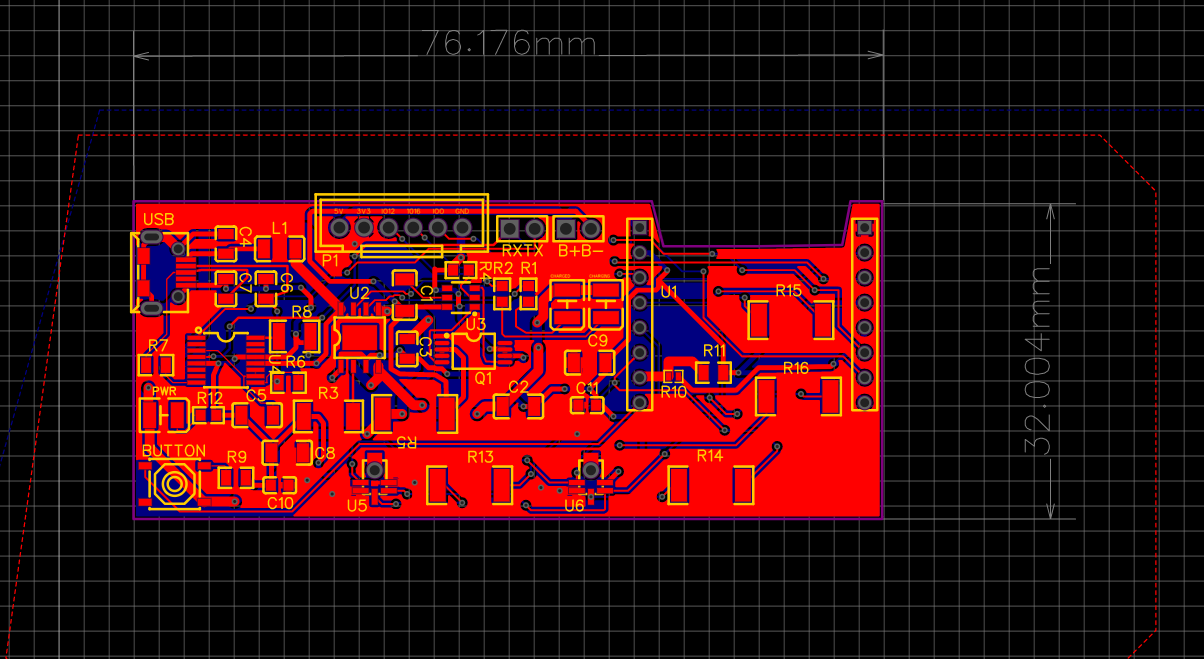 76.176mm
5V 3V3 IO12 IO16 IO0 GND
USB
C4
L1
P1
RXTX
B+B-
R4
R2
R1
CHARGED
CHARGING
C7
C6
U2
C1
U1
R15
R8
U3
32.004mm
R7
U4
R6
C3
Q1
C9
R11
R16
R10
PWR
R12
C5
R3
C2
C11
R5
BUTTON
R9
C8
R13
R14
C10
U5
U6